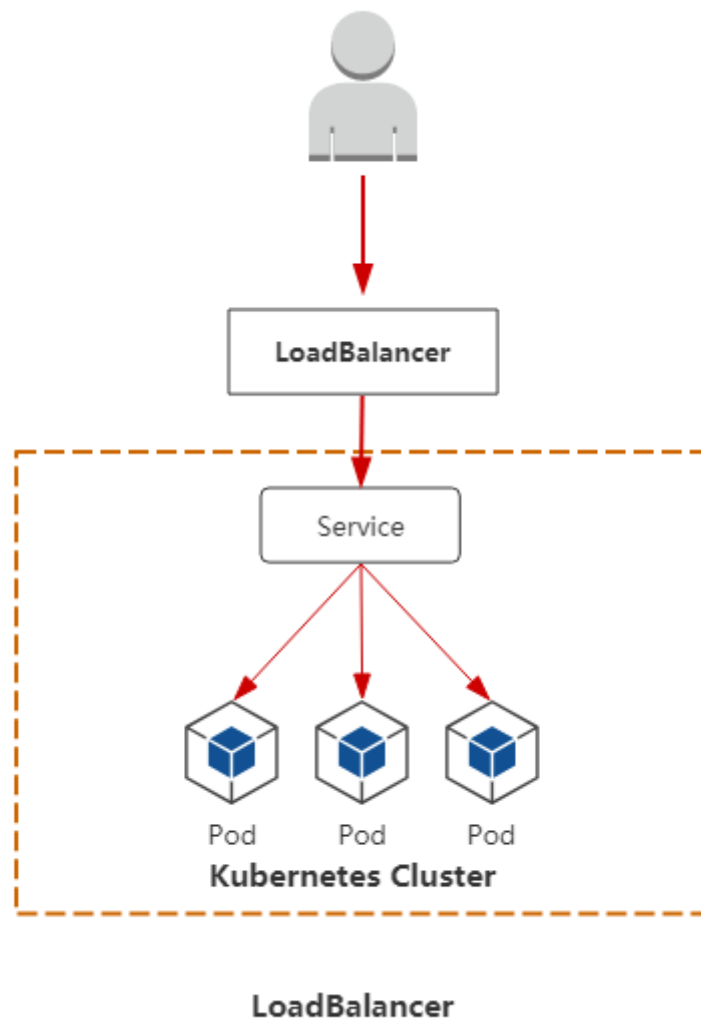 LoadBalancer
Service
Pod Pod Pod
Kubernetes Cluster
LoadBalancer